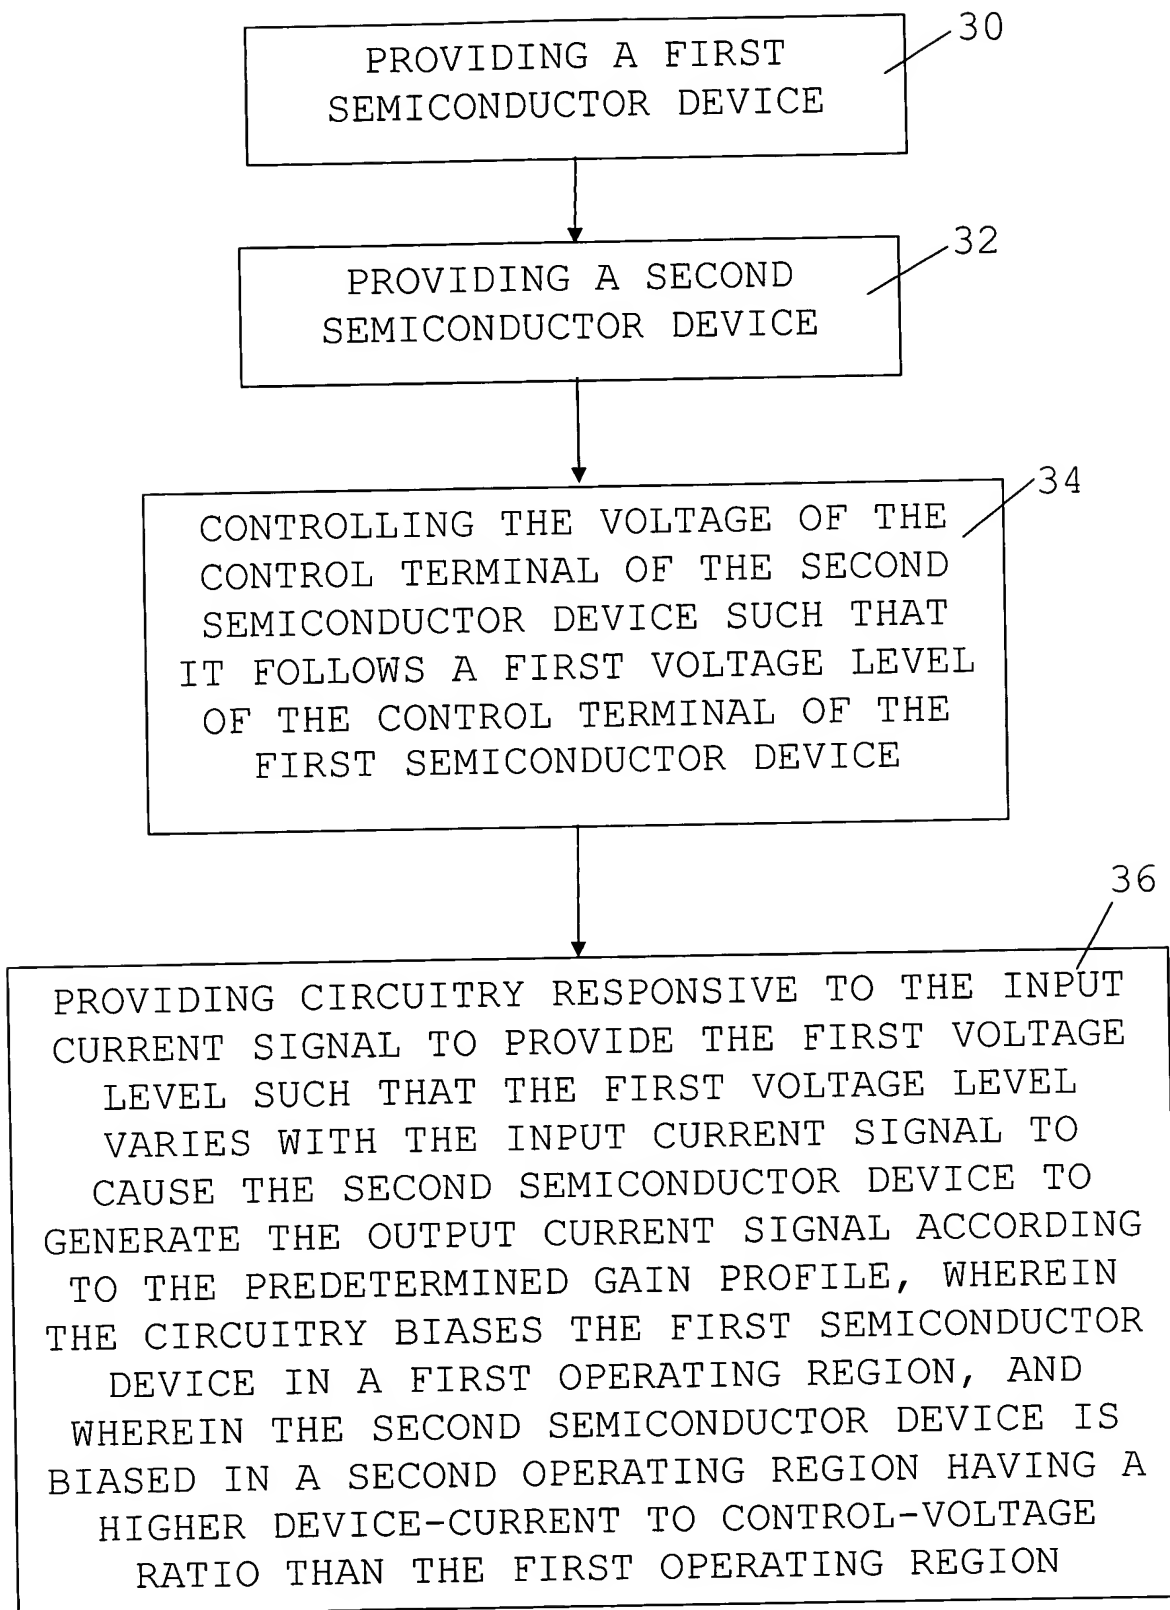 30
PROVIDING A FIRST
SEMICONDUCTOR DEVICE
32
PROVIDING A SECOND
SEMICONDUCTOR DEVICE
34
CONTROLLING THE VOLTAGE OF THE
CONTROL TERMINAL OF THE SECOND
SEMICONDUCTOR DEVICE SUCH THAT
IT FOLLOWS A FIRST VOLTAGE LEVEL
OF THE CONTROL TERMINAL OF THE
FIRST SEMICONDUCTOR DEVICE
36
PROVIDING CIRCUITRY RESPONSIVE TO THE INPUT
CURRENT SIGNAL TO PROVIDE THE FIRST VOLTAGE
LEVEL SUCH THAT THE FIRST VOLTAGE LEVEL
VARIES WITH THE INPUT CURRENT SIGNAL TO
CAUSE THE SECOND SEMICONDUCTOR DEVICE TO
GENERATE THE OUTPUT CURRENT SIGNAL ACCORDING
TO THE PREDETERMINED GAIN PROFILE, WHEREIN
THE CIRCUITRY BIASES THE FIRST SEMICONDUCTOR
DEVICE IN A FIRST OPERATING REGION, AND
WHEREIN THE SECOND SEMICONDUCTOR DEVICE IS
BIASED IN A SECOND OPERATING REGION HAVING A
HIGHER DEVICE-CURRENT TO CONTROL-VOLTAGE
RATIO THAN THE FIRST OPERATING REGION